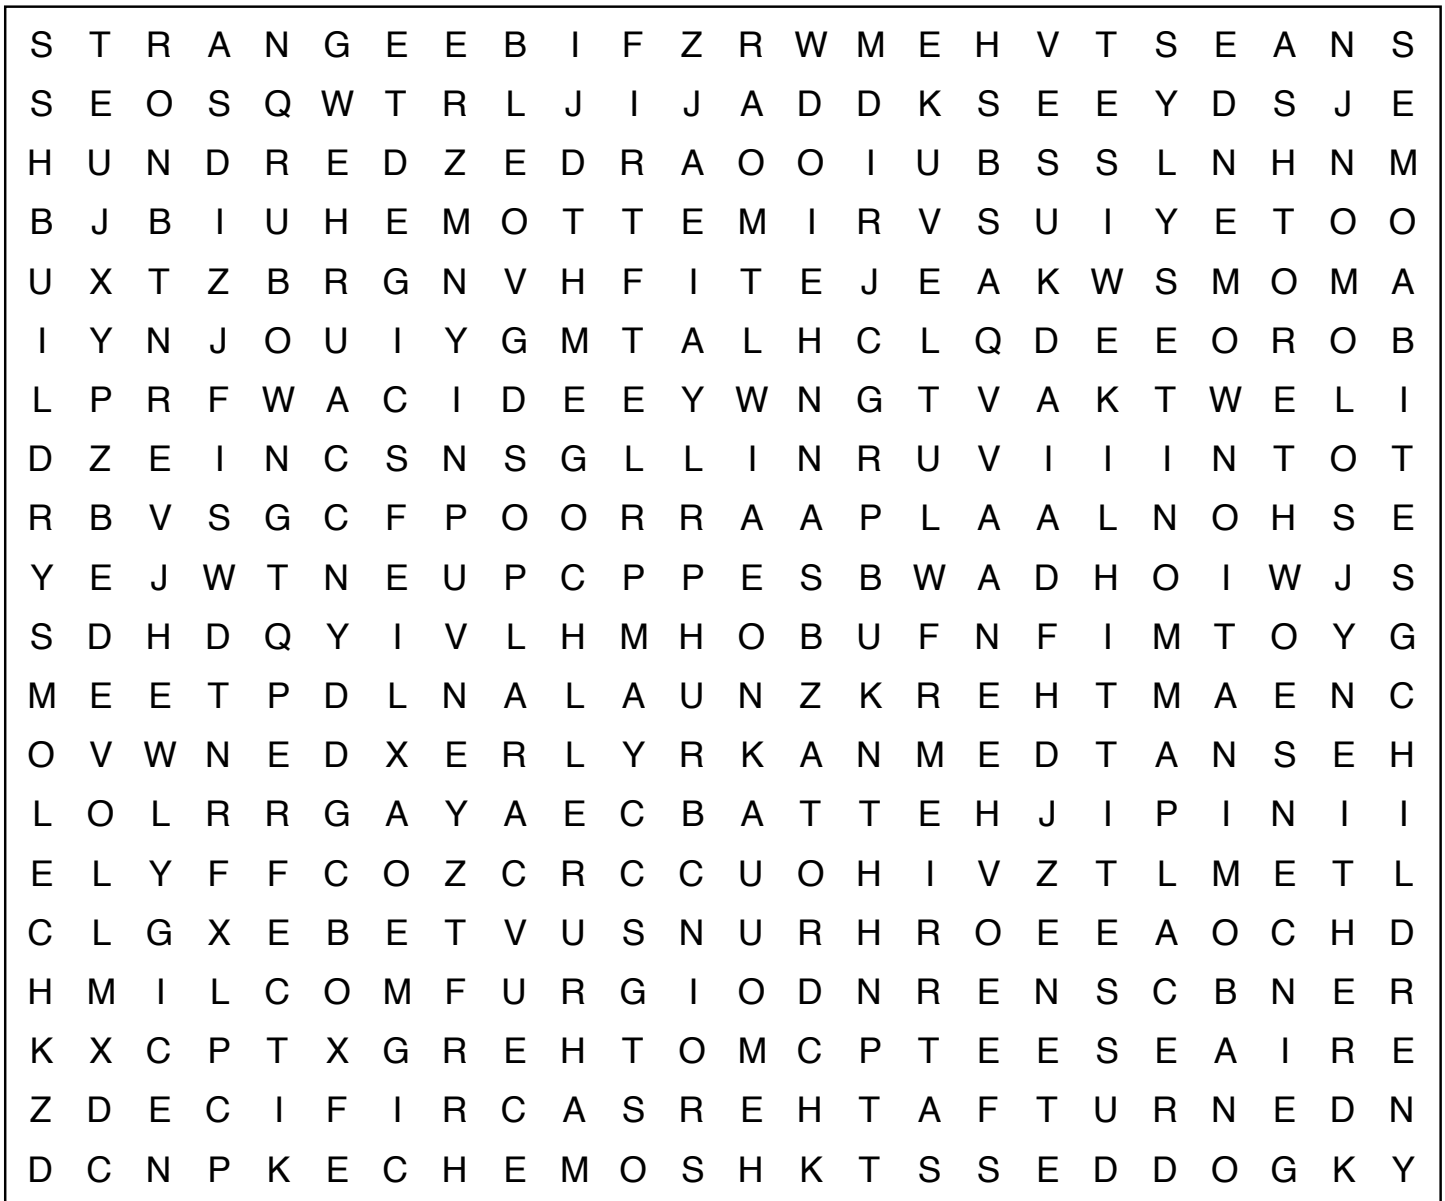 S T R A N G E E B I F Z R W M E H V T S E A N S
S E O S Q W T R L J I J A D D K S E E Y D S J E
H U N D R E D Z E D R A O O I U B S S L N H N M
B J B I U H E M O T T E M I R V S U I Y E T O O
U X T Z B R G N V H F I T E J E A K W S M O M A
I Y N J O U I Y G M T A L H C L Q D E E O R O B
L P R F W A C I D E E Y W N G T V A K T W E L I
D Z E I N C S N S G L L I N R U V I I I N T O T
R B V S G C F P O O R R A A P L A A L N O H S E
Y E J W T N E U P C P P E S B W A D H O I W J S
S D H D Q Y I V L H M H O B U F N F I M T O Y G
M E E T P D L N A L A U N Z K R E H T M A E N C
O V W N E D X E R L Y R K A N M E D T A N S E H
L O L R R G A Y A E C B A T T E H J I P I N I I
E L Y F F C O Z C R C C U O H I V Z T L M E T L
C L G X E B E T V U S N U R H R O E E A O C H D
H M I L C O M F U R G I O D N R E N S C B N E R
K X C P T X G R E H T O M C P T E E S E A I R E
Z D E C I F I R C A S R E H T A F T U R N E D N
D C N P K E C H E M O S H K T S S E D D O G K Y